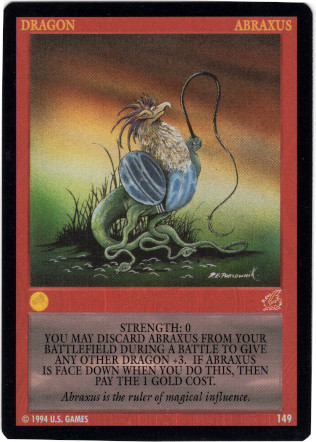 DRAGON ABRAXUS
STRENGTH: 0
YOU MAY DISCARD ABRAXUS FROM YOUR
BATTLEFIELD DURING A BATTLE TO GIVE
ANY OTHER DRAGON +3. IF ABRAXUS
IS FACE DOWN WHEN YOU DO THIS, THEN
PAY THE 1 GOLD COST.
Abraxus is the ruler of magical influence.
© 1994 U.S. GAMES 149